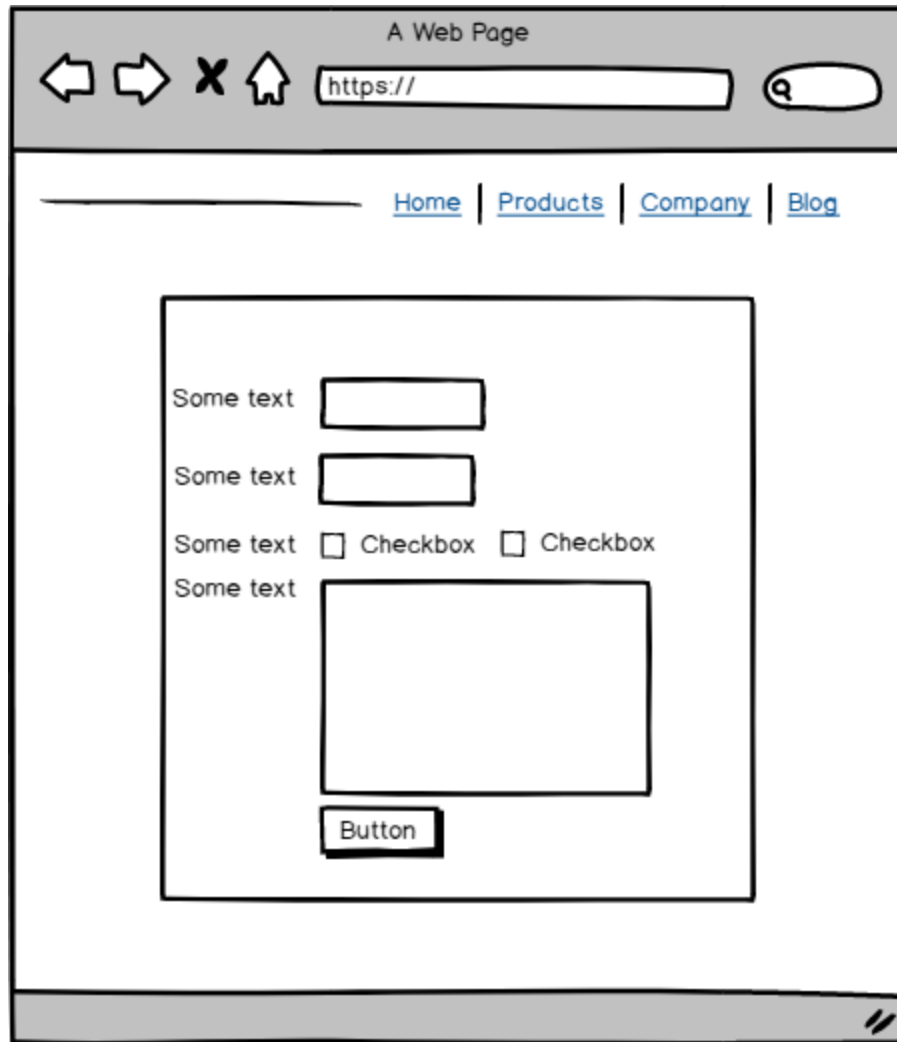 A Web Page
https://
Home Products Company Blog
Some text
Some text
Some text Checkbox Checkbox
Some text
Button